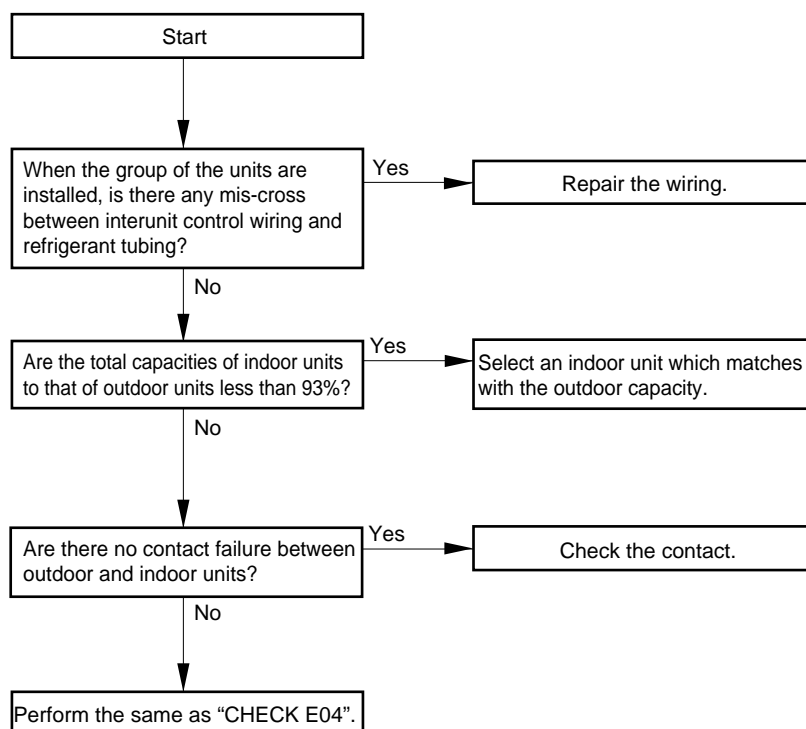 Start
When the group of the units are
installed, is there any mis-cross
between interunit control wiring and
refrigerant tubing?
Yes
Repair the wiring.
No
Are the total capacities of indoor units
to that of outdoor units less than 93%?
Yes
Select an indoor unit which matches
with the outdoor capacity.
No
Are there no contact failure between
outdoor and indoor units?
Yes
Check the contact.
No
Perform the same as “CHECK E04”.